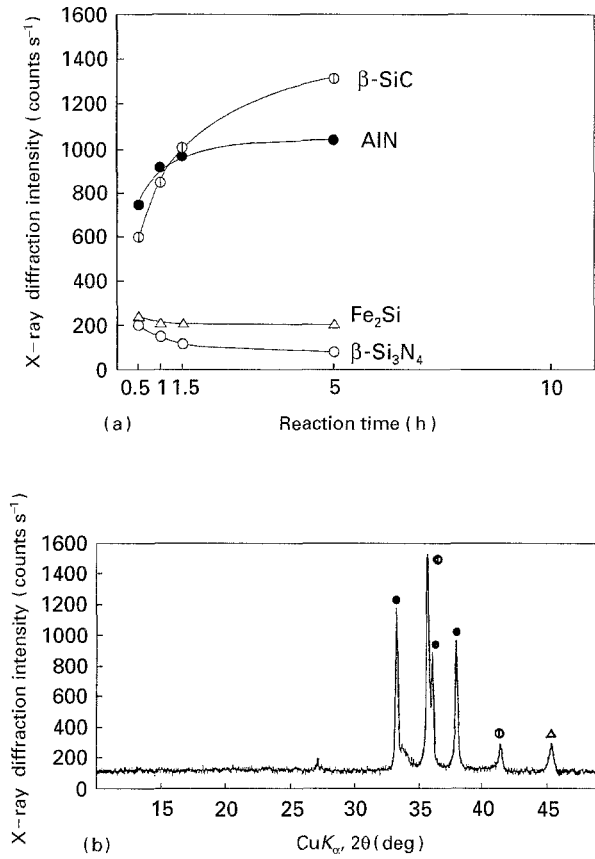 X-ray diffraction intensity (counts s⁻¹)
1600
1400
1200
1000
800
600
400
200
0
β-SiC
AlN
Fe₂Si
β-Si₃N₄
0.5 1 1.5 5 10
(a) Reaction time (h)
X-ray diffraction intensity (counts s⁻¹)
1600
1400
1200
1000
800
600
400
200
0
15 20 25 30 35 40 45
(b) CuKα, 2θ (deg)